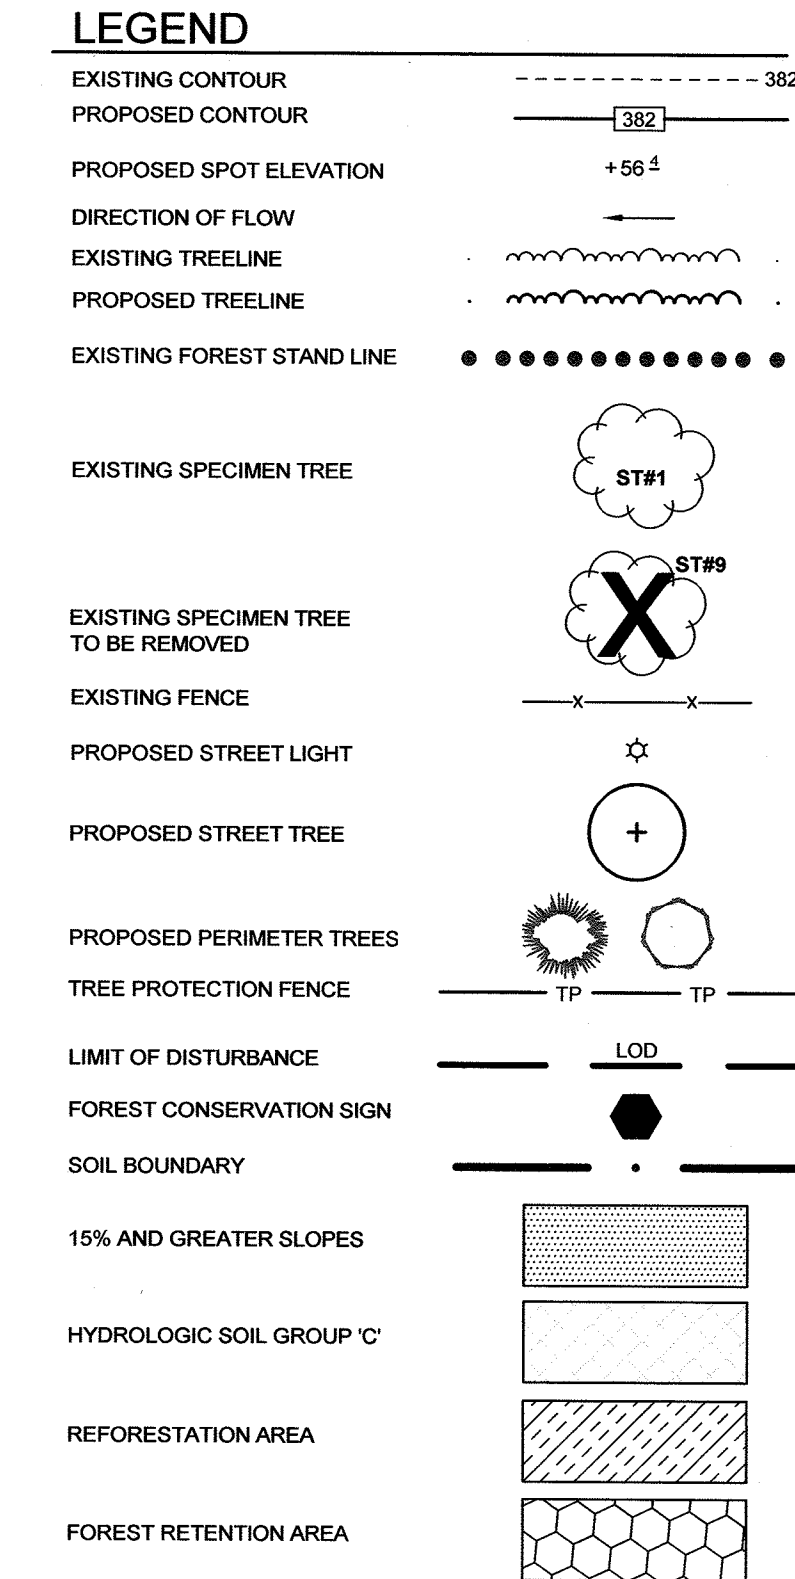 LEGEND
EXISTING CONTOUR 382
PROPOSED CONTOUR 382
PROPOSED SPOT ELEVATION +56 4
DIRECTION OF FLOW
EXISTING TREELINE
PROPOSED TREELINE
EXISTING FOREST STAND LINE
EXISTING SPECIMEN TREE ST#1
ST#9
X
EXISTING SPECIMEN TREE
TO BE REMOVED
EXISTING FENCE X X
PROPOSED STREET LIGHT
PROPOSED STREET TREE
PROPOSED PERIMETER TREES
TREE PROTECTION FENCE TP TP
LIMIT OF DISTURBANCE LOD
FOREST CONSERVATION SIGN
SOIL BOUNDARY
15% AND GREATER SLOPES
HYDROLOGIC SOIL GROUP 'C'
REFORESTATION AREA
FOREST RETENTION AREA